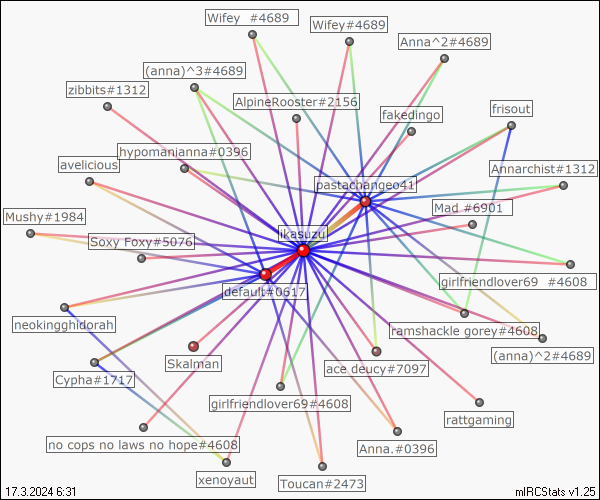 Wifey  #4689
Wifey#4689
Anna^2#4689
(anna)^3#4689
zibbits#1312
AlpineRooster#2156
fakedingo
frisout
hypomanianna#0396
avelicious
Annarchist#1312
pastachangeo41
Mad #6901
Mushy#1984
Soxy Foxy#5076
ikasuzu
girlfriendlover69  #4608
default#0617
neokingghidorah
ramshackle gorey#4608
(anna)^2#4689
Skalman
ace deucy#7097
Cypha#1717
girlfriendlover69#4608
rattgaming
no cops no laws no hope#4608
Anna.#0396
xenoyaut
Toucan#2473
17.3.2024 6:31
mIRCStats v1.25